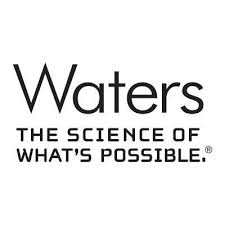 Waters
THE SCIENCE OF
WHAT'S POSSIBLE.®